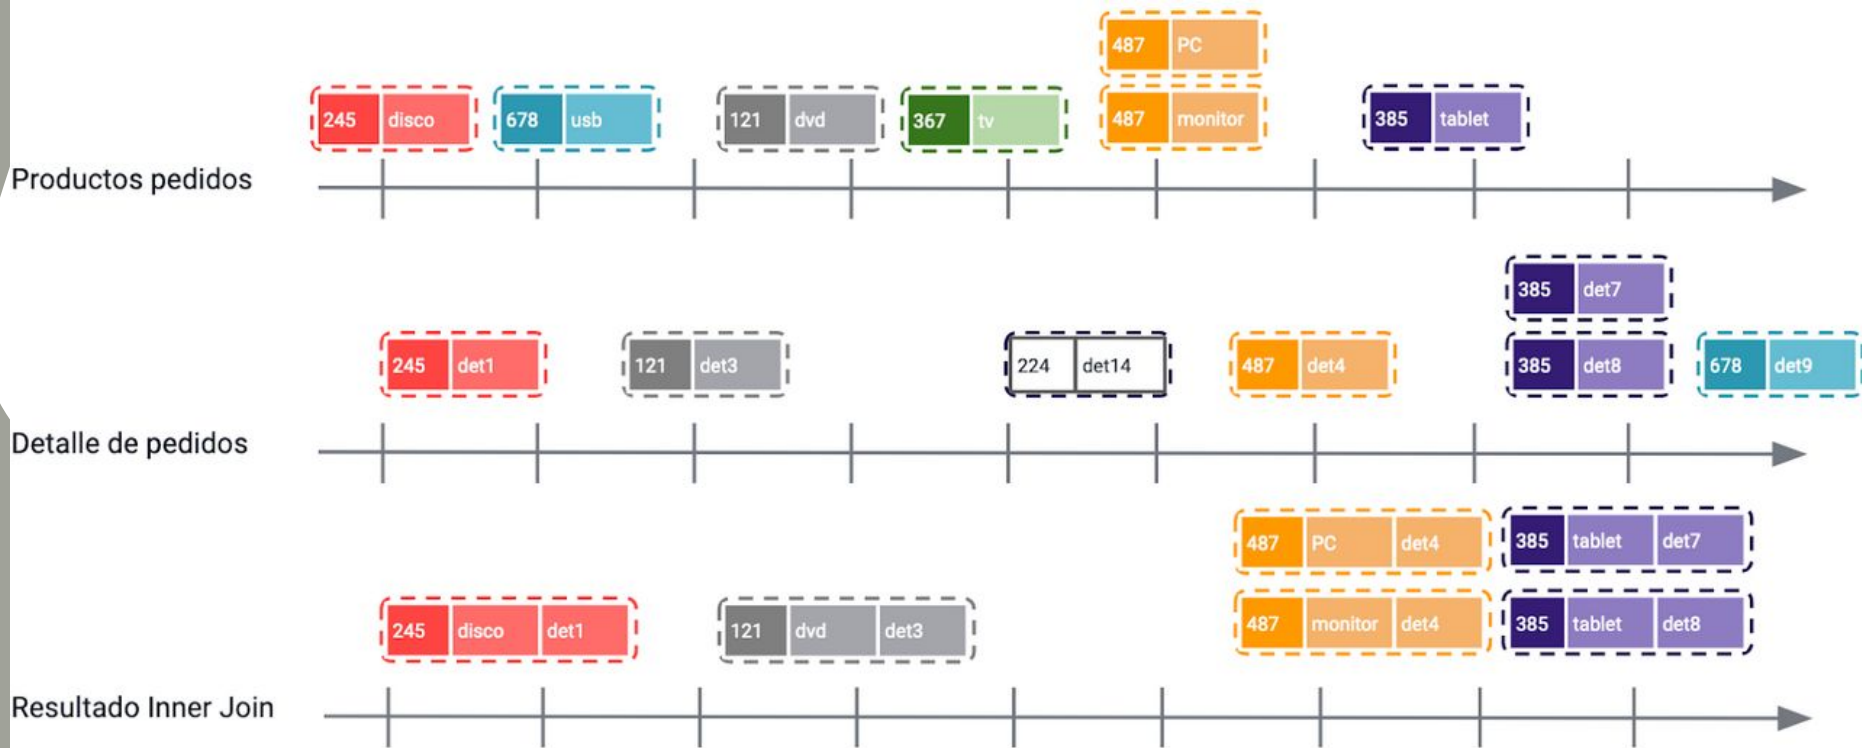 487 PC
245 disco 678 usb 121 dvd 367 tv 487 monitor 385 tablet
Productos pedidos
385 det7
245 det1 121 det3 224 det14 487 det4 385 det8 678 det9
Detalle de pedidos
487 PC det4 385 tablet det7
245 disco det1 121 dvd det3 487 monitor det4 385 tablet det8
Resultado Inner Join